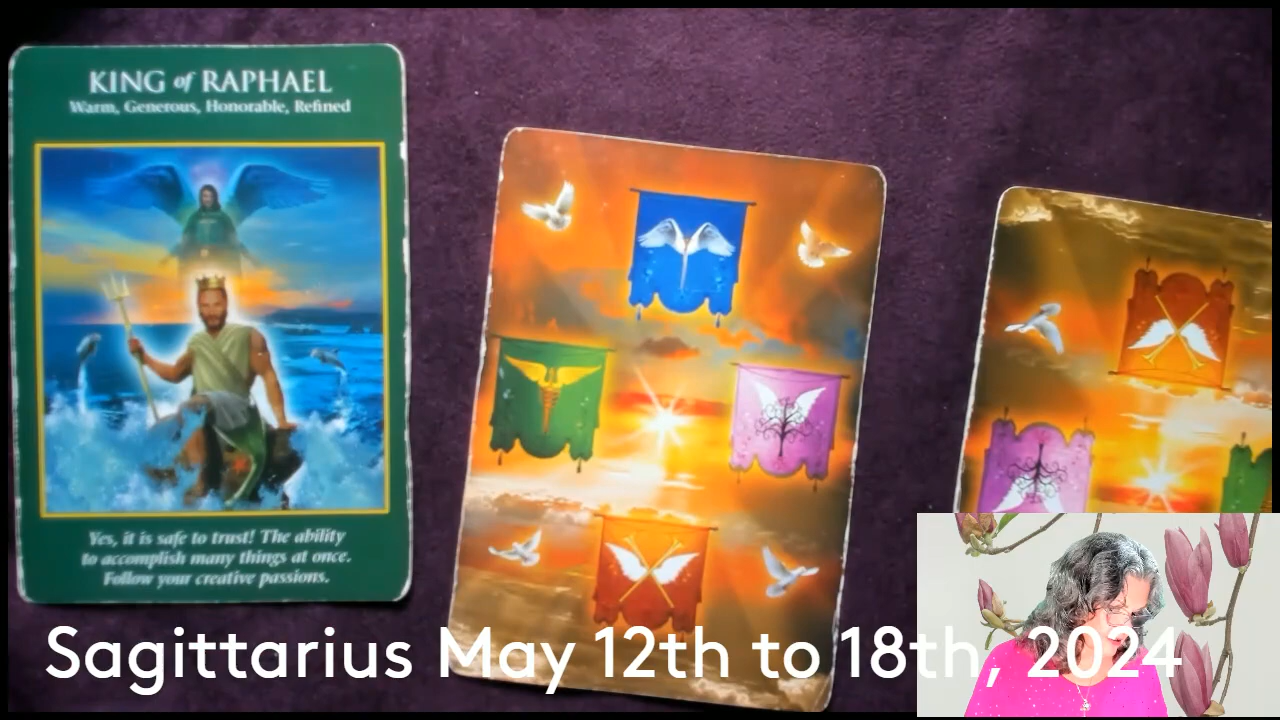 KING of RAPHAEL
Warm, Generous, Honorable, Refined
Yes, it is safe to trust! The ability
to accomplish many things at once.
Follow your creative passions.
Sagittarius May 12th to 18th, 2024